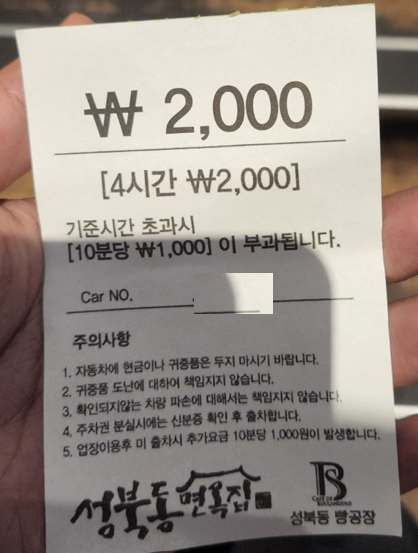 ₩ 2,000
[4시간 ₩2,000]
기준시간 초과시
[10분당 ₩1,000] 이 부과됩니다.
Car NO.
주의사항
1. 자동차에 현금이나 귀중품은 두지 마시기 바랍니다.
2. 귀중품 도난에 대하여 책임지지 않습니다.
3. 확인되지않는 차량 파손에 대해서는 책임지지 않습니다.
4. 주차권 분실시에는 신분증 확인 후 출차합니다.
5. 업장이용후 미 출차시 추가요금 10분당 1,000원이 발생합니다.
성북동 면옥집
B
성북동 빵공장